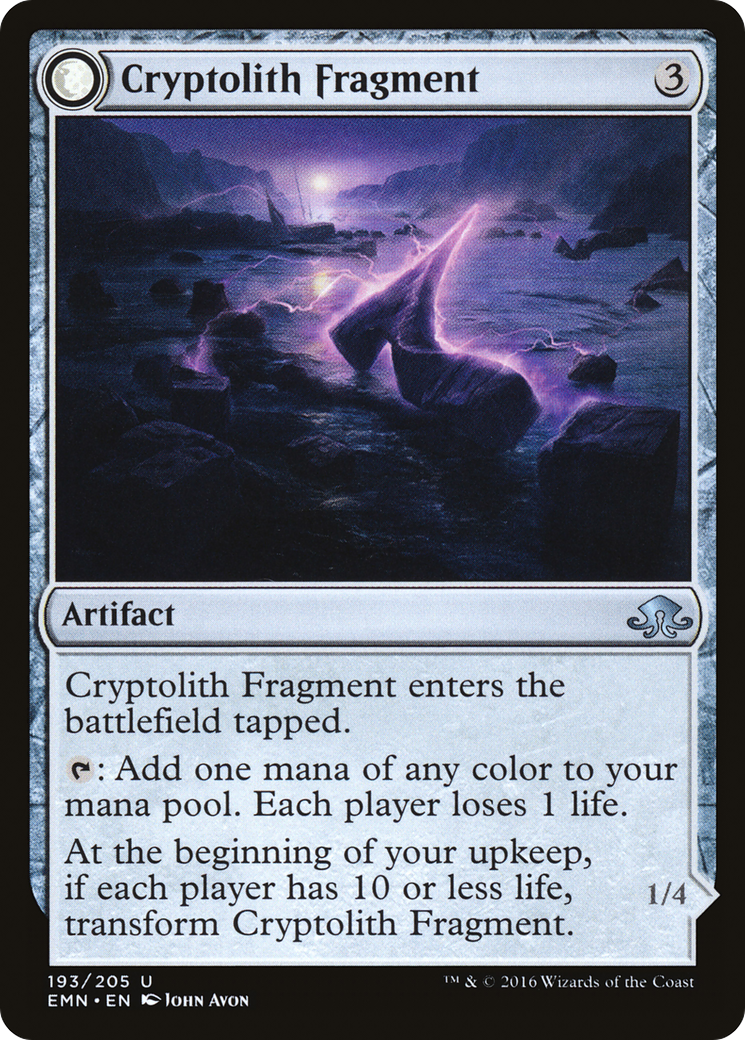 Cryptolith Fragment 3
Artifact
Cryptolith Fragment enters the
battlefield tapped.
: Add one mana of any color to your
mana pool. Each player loses 1 life.
At the beginning of your upkeep,
if each player has 10 or less life,
transform Cryptolith Fragment.
1/4
193/205 U
™ & © 2016 Wizards of the Coast
EMN • EN John Avon